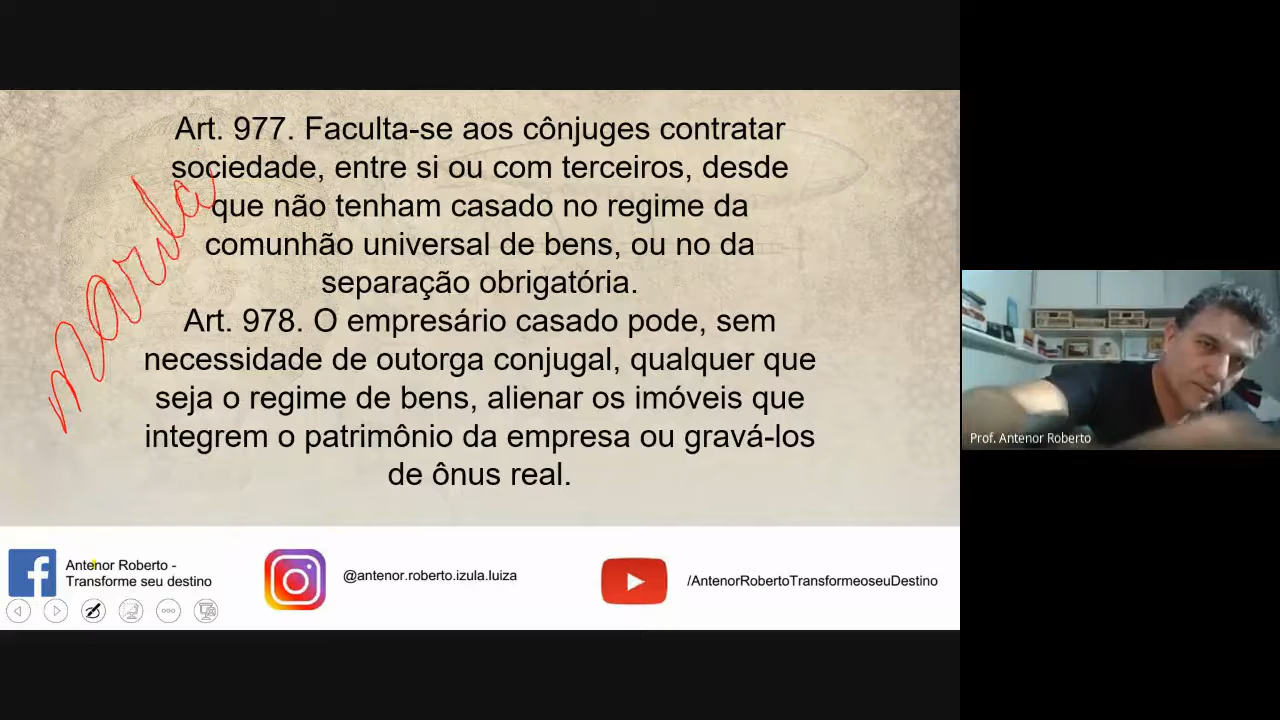 Art. 977. Faculta-se aos cônjuges contratar
sociedade, entre si ou com terceiros, desde
que não tenham casado no regime da
comunhão universal de bens, ou no da
separação obrigatória.
Art. 978. O empresário casado pode, sem
necessidade de outorga conjugal, qualquer que
seja o regime de bens, alienar os imóveis que
integrem o patrimônio da empresa ou gravá-los
de ônus real.
Antenor Roberto -
Transforme seu destino
@antenor.roberto.izula.luiza
/AntenorRobertoTransformeoseuDestino
Prof. Antenor Roberto